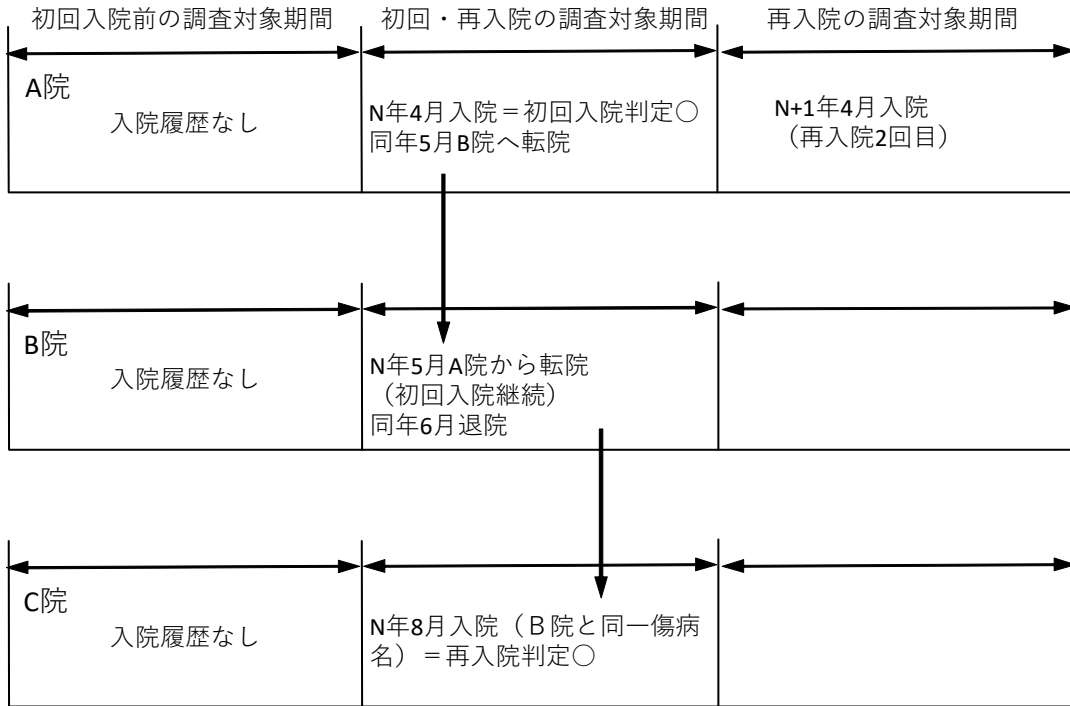 初回入院前の調査対象期間
初回・再入院の調査対象期間
再入院の調査対象期間
A院
入院履歴なし
N年4月入院＝初回入院判定○
同年5月B院へ転院
N+1年4月入院
（再入院2回目）
B院
入院履歴なし
N年5月A院から転院
（初回入院継続）
同年6月退院
C院
入院履歴なし
N年8月入院（Ｂ院と同一傷病
名）＝再入院判定○